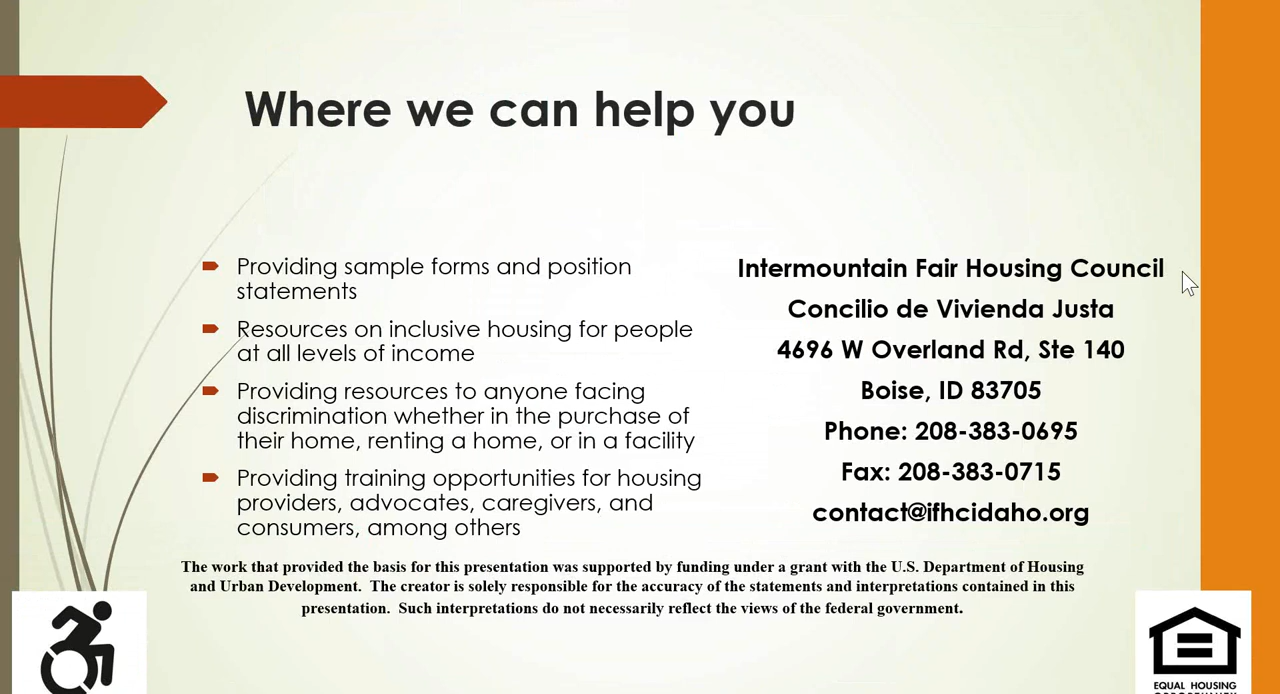 Where we can help you
Providing sample forms and position
statements
Resources on inclusive housing for people
at all levels of income
Providing resources to anyone facing
discrimination whether in the purchase of
their home, renting a home, or in a facility
Providing training opportunities for housing
providers, advocates, caregivers, and
consumers, among others
Intermountain Fair Housing Council
Concilio de Vivienda Justa
4696 W Overland Rd, Ste 140
Boise, ID 83705
Phone: 208-383-0695
Fax: 208-383-0715
contact@ifhcidaho.org
The work that provided the basis for this presentation was supported by funding under a grant with the U.S. Department of Housing
and Urban Development.  The creator is solely responsible for the accuracy of the statements and interpretations contained in this
presentation.  Such interpretations do not necessarily reflect the views of the federal government.
EQUAL HOUSING
OPPORTUNITY